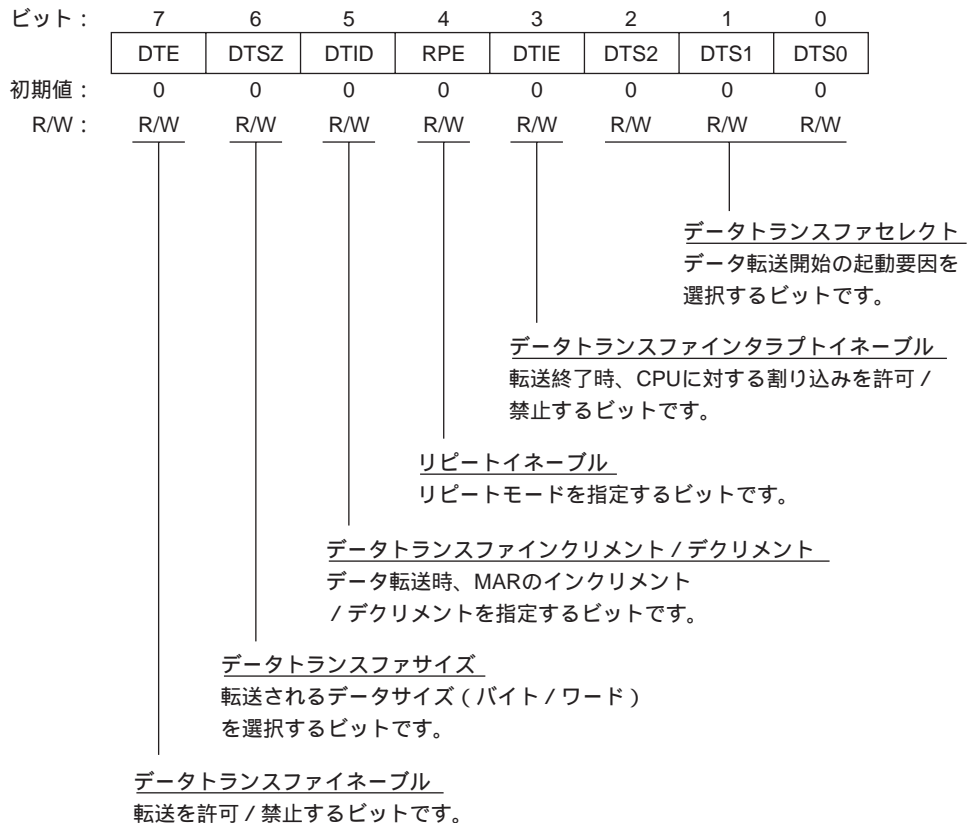 ビット： 7 6 5 4 3 2 1 0
DTE DTSZ DTID RPE DTIE DTS2 DTS1 DTS0
初期値： 0 0 0 0 0 0 0 0
R/W： R/W R/W R/W R/W R/W R/W R/W R/W
データトランスファセレクト
データ転送開始の起動要因を
選択するビットです。
データトランスファインタラプトイネーブル
転送終了時、CPUに対する割り込みを許可／
禁止するビットです。
リピートイネーブル
リピートモードを指定するビットです。
データトランスファインクリメント／デクリメント
データ転送時、MARのインクリメント
／デクリメントを指定するビットです。
データトランスファサイズ
転送されるデータサイズ（バイト／ワード）
を選択するビットです。
データトランスファイネーブル
転送を許可／禁止するビットです。